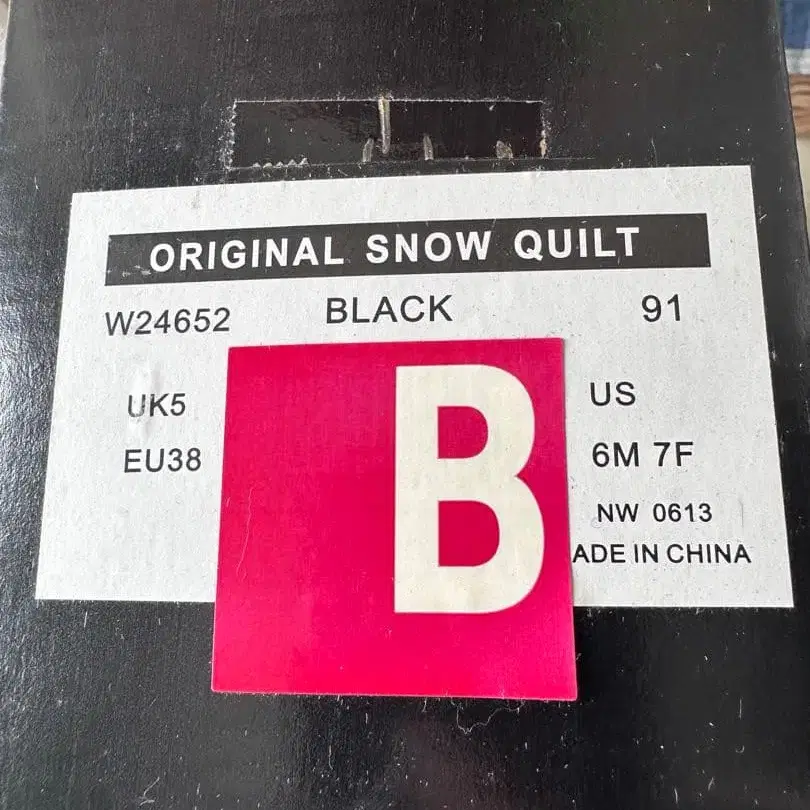 ORIGINAL SNOW QUILT
W24652 BLACK 91
UK5 US
EU38 6M 7F
B
NW 0613
ADE IN CHINA